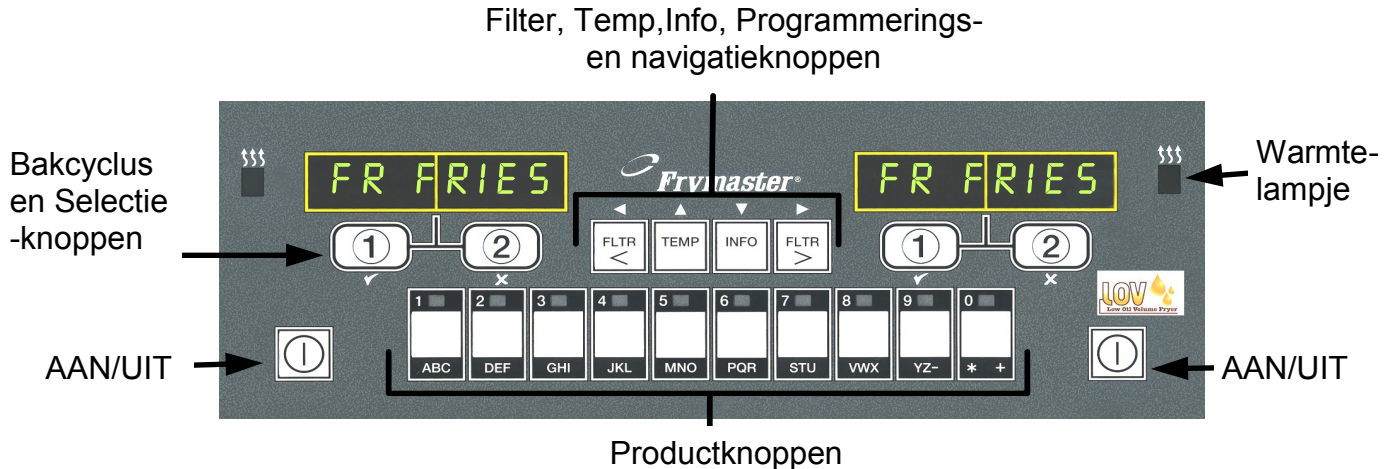 Filter, Temp,Info, Programmerings-
en navigatieknoppen
Bakcyclus
en Selectie
-knoppen
Warmte-
lampje
FR FRIES
Frymaster®
FR FRIES
1 2
FLTR < TEMP INFO FLTR >
1 2
LOV
Low Oil Volume Fryer
1 2 3 4 5 6 7 8 9 0
ABC DEF GHI JKL MNO PQR STU VWX YZ- * +
AAN/UIT
AAN/UIT
Productknoppen